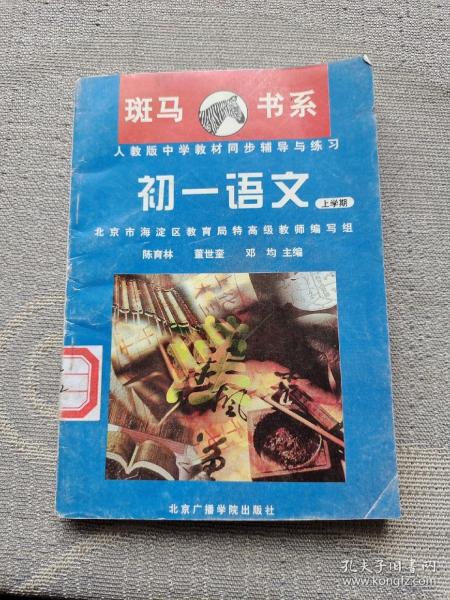 斑马 书系
人教版中学教材同步辅导与练习
初一语文 上学期
北京市海淀区教育局特高级教师编写组
陈育林 董世奎 邓均 主编
漢
風
北京广播学院出版社
孔夫子旧书网
www.kongfz.com